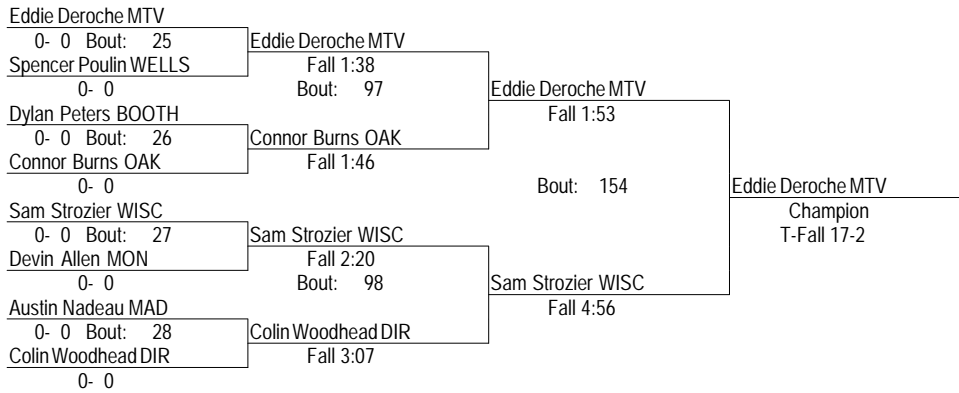 Eddie Deroche MTV
0- 0 Bout: 25 Eddie Deroche MTV
Spencer Poulin WELLS Fall 1:38
0- 0 Bout: 97 Eddie Deroche MTV
Dylan Peters BOOTH Fall 1:53
0- 0 Bout: 26 Connor Burns OAK
Connor Burns OAK Fall 1:46
0- 0 Bout: 154 Eddie Deroche MTV
Sam Strozier WISC Champion
0- 0 Bout: 27 Sam Strozier WISC T-Fall 17-2
Devin Allen MON Fall 2:20
0- 0 Bout: 98 Sam Strozier WISC
Austin Nadeau MAD Fall 4:56
0- 0 Bout: 28 Colin Woodhead DIR
Colin Woodhead DIR Fall 3:07
0- 0